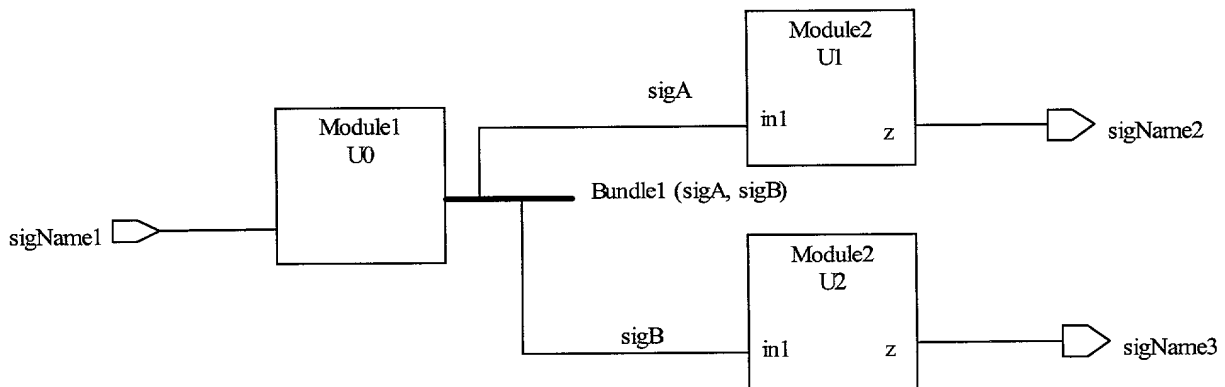 Module2
U1
sigA
in1
z
sigName2
Module1
U0
Bundle1 (sigA, sigB)
sigName1
Module2
U2
sigB
in1
z
sigName3